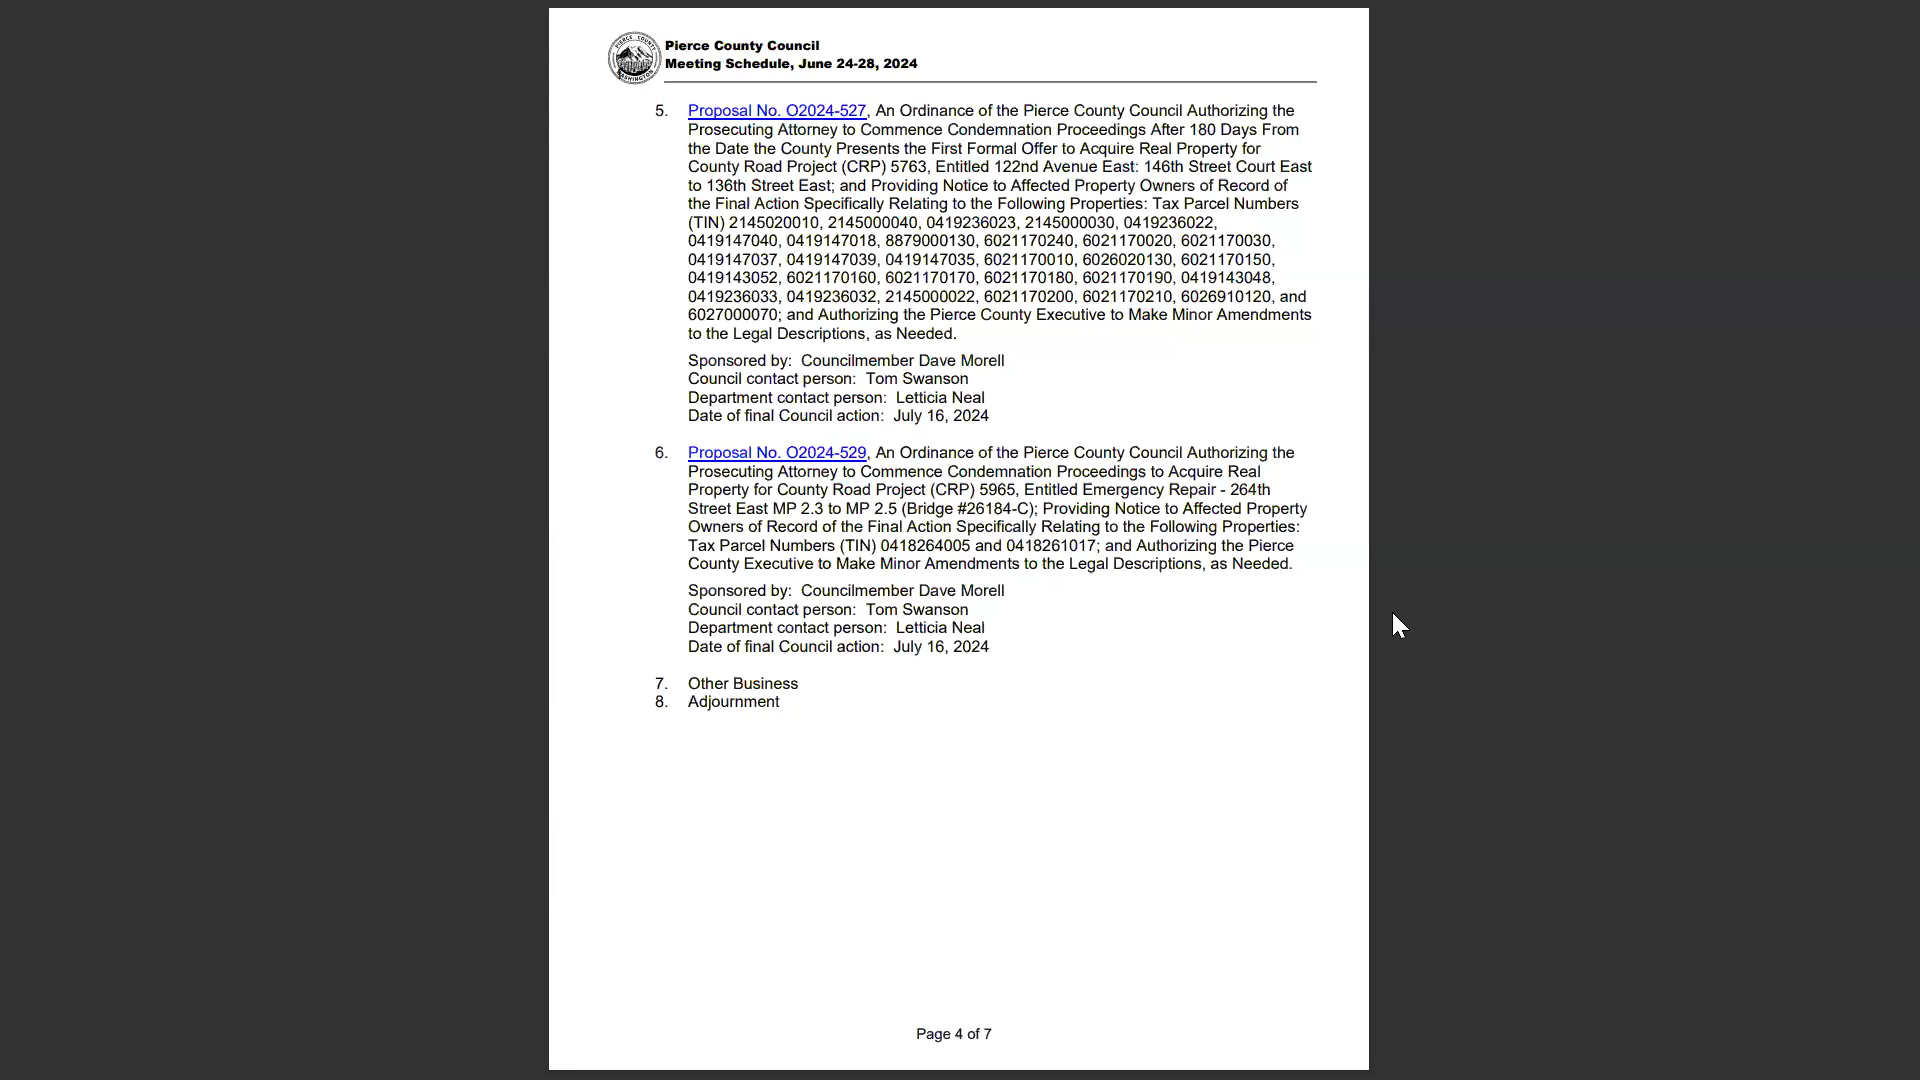 PIERCE COUNTY
WASHINGTON
Pierce County Council
Meeting Schedule, June 24-28, 2024
5. Proposal No. O2024-527, An Ordinance of the Pierce County Council Authorizing the
Prosecuting Attorney to Commence Condemnation Proceedings After 180 Days From
the Date the County Presents the First Formal Offer to Acquire Real Property for
County Road Project (CRP) 5763, Entitled 122nd Avenue East: 146th Street Court East
to 136th Street East; and Providing Notice to Affected Property Owners of Record of
the Final Action Specifically Relating to the Following Properties: Tax Parcel Numbers
(TIN) 2145020010, 2145000040, 0419236023, 2145000030, 0419236022,
0419147040, 0419147018, 8879000130, 6021170240, 6021170020, 6021170030,
0419147037, 0419147039, 0419147035, 6021170010, 6026020130, 6021170150,
0419143052, 6021170160, 6021170170, 6021170180, 6021170190, 0419143048,
0419236033, 0419236032, 2145000022, 6021170200, 6021170210, 6026910120, and
6027000070; and Authorizing the Pierce County Executive to Make Minor Amendments
to the Legal Descriptions, as Needed.
Sponsored by: Councilmember Dave Morell
Council contact person: Tom Swanson
Department contact person: Letticia Neal
Date of final Council action: July 16, 2024
6. Proposal No. O2024-529, An Ordinance of the Pierce County Council Authorizing the
Prosecuting Attorney to Commence Condemnation Proceedings to Acquire Real
Property for County Road Project (CRP) 5965, Entitled Emergency Repair - 264th
Street East MP 2.3 to MP 2.5 (Bridge #26184-C); Providing Notice to Affected Property
Owners of Record of the Final Action Specifically Relating to the Following Properties:
Tax Parcel Numbers (TIN) 0418264005 and 0418261017; and Authorizing the Pierce
County Executive to Make Minor Amendments to the Legal Descriptions, as Needed.
Sponsored by: Councilmember Dave Morell
Council contact person: Tom Swanson
Department contact person: Letticia Neal
Date of final Council action: July 16, 2024
7. Other Business
8. Adjournment
Page 4 of 7